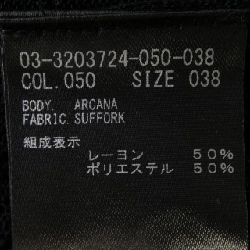 03-3203724-050-038
COL. 050 SIZE 038
BODY. ARCANA
FABRIC. SUFFORK
組成表示
レーヨン 50%
ポリエステル 50%